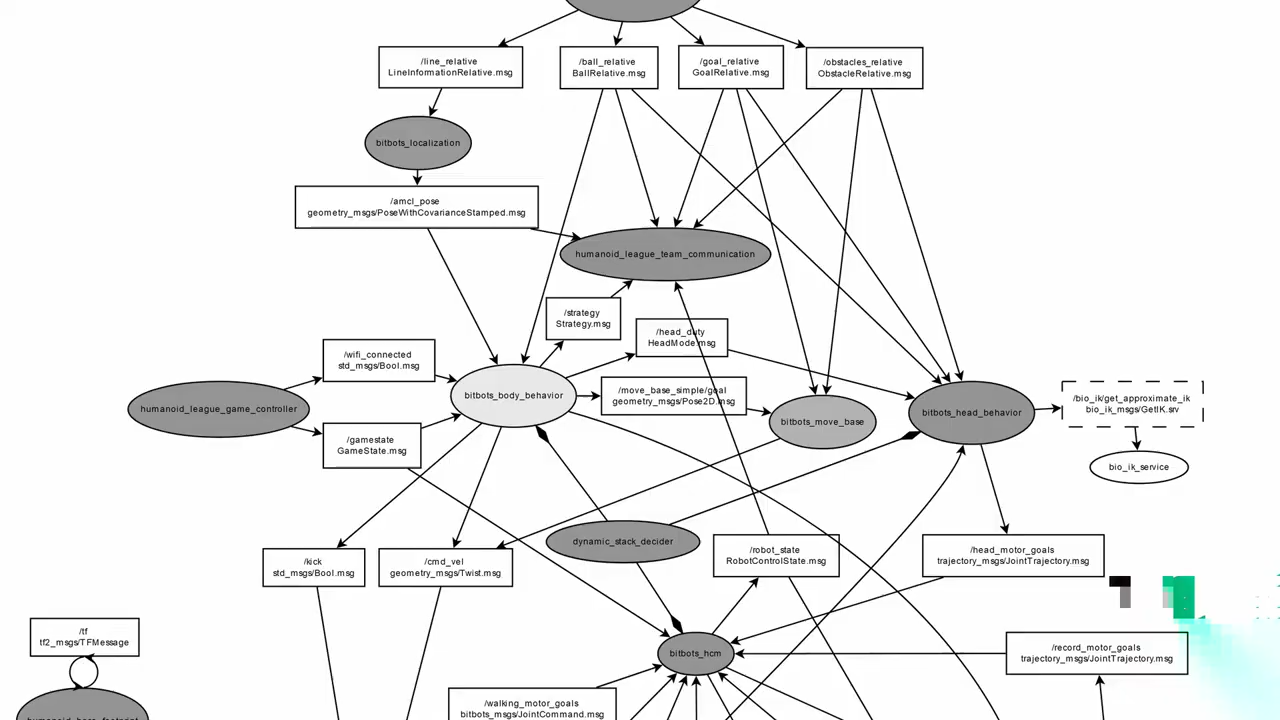 /line_relative
LineInformationRelative.msg
/ball_relative
BallRelative.msg
/goal_relative
GoalRelative.msg
/obstacles_relative
ObstacleRelative.msg
bitbots_localization
/amcl_pose
geometry_msgs/PoseWithCovarianceStamped.msg
humanoid_league_team_communication
/strategy
Strategy.msg
/head_duty
HeadMode.msg
/wifi_connected
std_msgs/Bool.msg
bitbots_body_behavior
/move_base_simple/goal
geometry_msgs/Pose2D.msg
humanoid_league_game_controller
bitbots_move_base
bitbots_head_behavior
/bio_ik/get_approximate_ik
bio_ik_msgs/GetIK.srv
/gamestate
GameState.msg
bio_ik_service
dynamic_stack_decider
/kick
std_msgs/Bool.msg
/cmd_vel
geometry_msgs/Twist.msg
/robot_state
RobotControlState.msg
/head_motor_goals
trajectory_msgs/JointTrajectory.msg
/tf
tf2_msgs/TFMessage
bitbots_hcm
/record_motor_goals
trajectory_msgs/JointTrajectory.msg
/walking_motor_goals
bitbots_msgs/JointCommand.msg